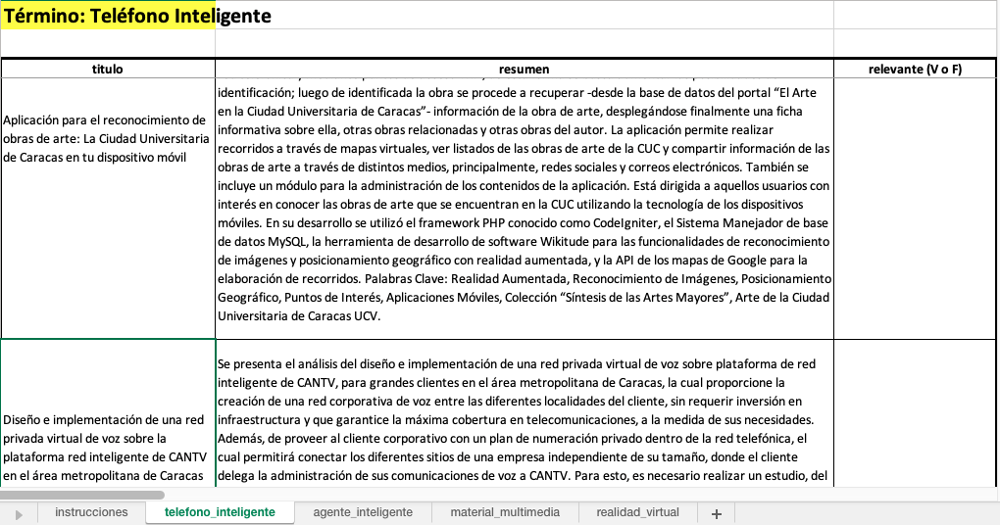 Término: Teléfono Inteligente
titulo
resumen
relevante (V o F)
Aplicación para el reconocimiento de
obras de arte: La Ciudad Universitaria
de Caracas en tu dispositivo móvil
identificación; luego de identificada la obra se procede a recuperar -desde la base de datos del portal “El Arte
en la Ciudad Universitaria de Caracas”- información de la obra de arte, desplegándose finalmente una ficha
informativa sobre ella, otras obras relacionadas y otras obras del autor. La aplicación permite realizar
recorridos a través de mapas virtuales, ver listados de las obras de arte de la CUC y compartir información de las
obras de arte a través de distintos medios, principalmente, redes sociales y correos electrónicos. También se
incluye un módulo para la administración de los contenidos de la aplicación. Está dirigida a aquellos usuarios con
interés en conocer las obras de arte que se encuentran en la CUC utilizando la tecnología de los dispositivos
móviles. En su desarrollo se utilizó el framework PHP conocido como CodeIgniter, el Sistema Manejador de base
de datos MySQL, la herramienta de desarrollo de software Wikitude para las funcionalidades de reconocimiento
de imágenes y posicionamiento geográfico con realidad aumentada, y la API de los mapas de Google para la
elaboración de recorridos. Palabras Clave: Realidad Aumentada, Reconocimiento de Imágenes, Posicionamiento
Geográfico, Puntos de Interés, Aplicaciones Móviles, Colección “Síntesis de las Artes Mayores”, Arte de la Ciudad
Universitaria de Caracas UCV.
Diseño e implementación de una red
privada virtual de voz sobre la
plataforma red inteligente de CANTV
en el área metropolitana de Caracas
Se presenta el análisis del diseño e implementación de una red privada virtual de voz sobre plataforma de red
inteligente de CANTV, para grandes clientes en el área metropolitana de Caracas, la cual proporcione la
creación de una red corporativa de voz entre las diferentes localidades del cliente, sin requerir inversión en
infraestructura y que garantice la máxima cobertura en telecomunicaciones, a la medida de sus necesidades.
Además, de proveer al cliente corporativo con un plan de numeración privado dentro de la red telefónica, el
cual permitirá conectar los diferentes sitios de una empresa independiente de su tamaño, donde el cliente
delega la administración de sus comunicaciones de voz a CANTV. Para esto, es necesario realizar un estudio, del
instrucciones
telefono_inteligente
agente_inteligente
material_multimedia
realidad_virtual